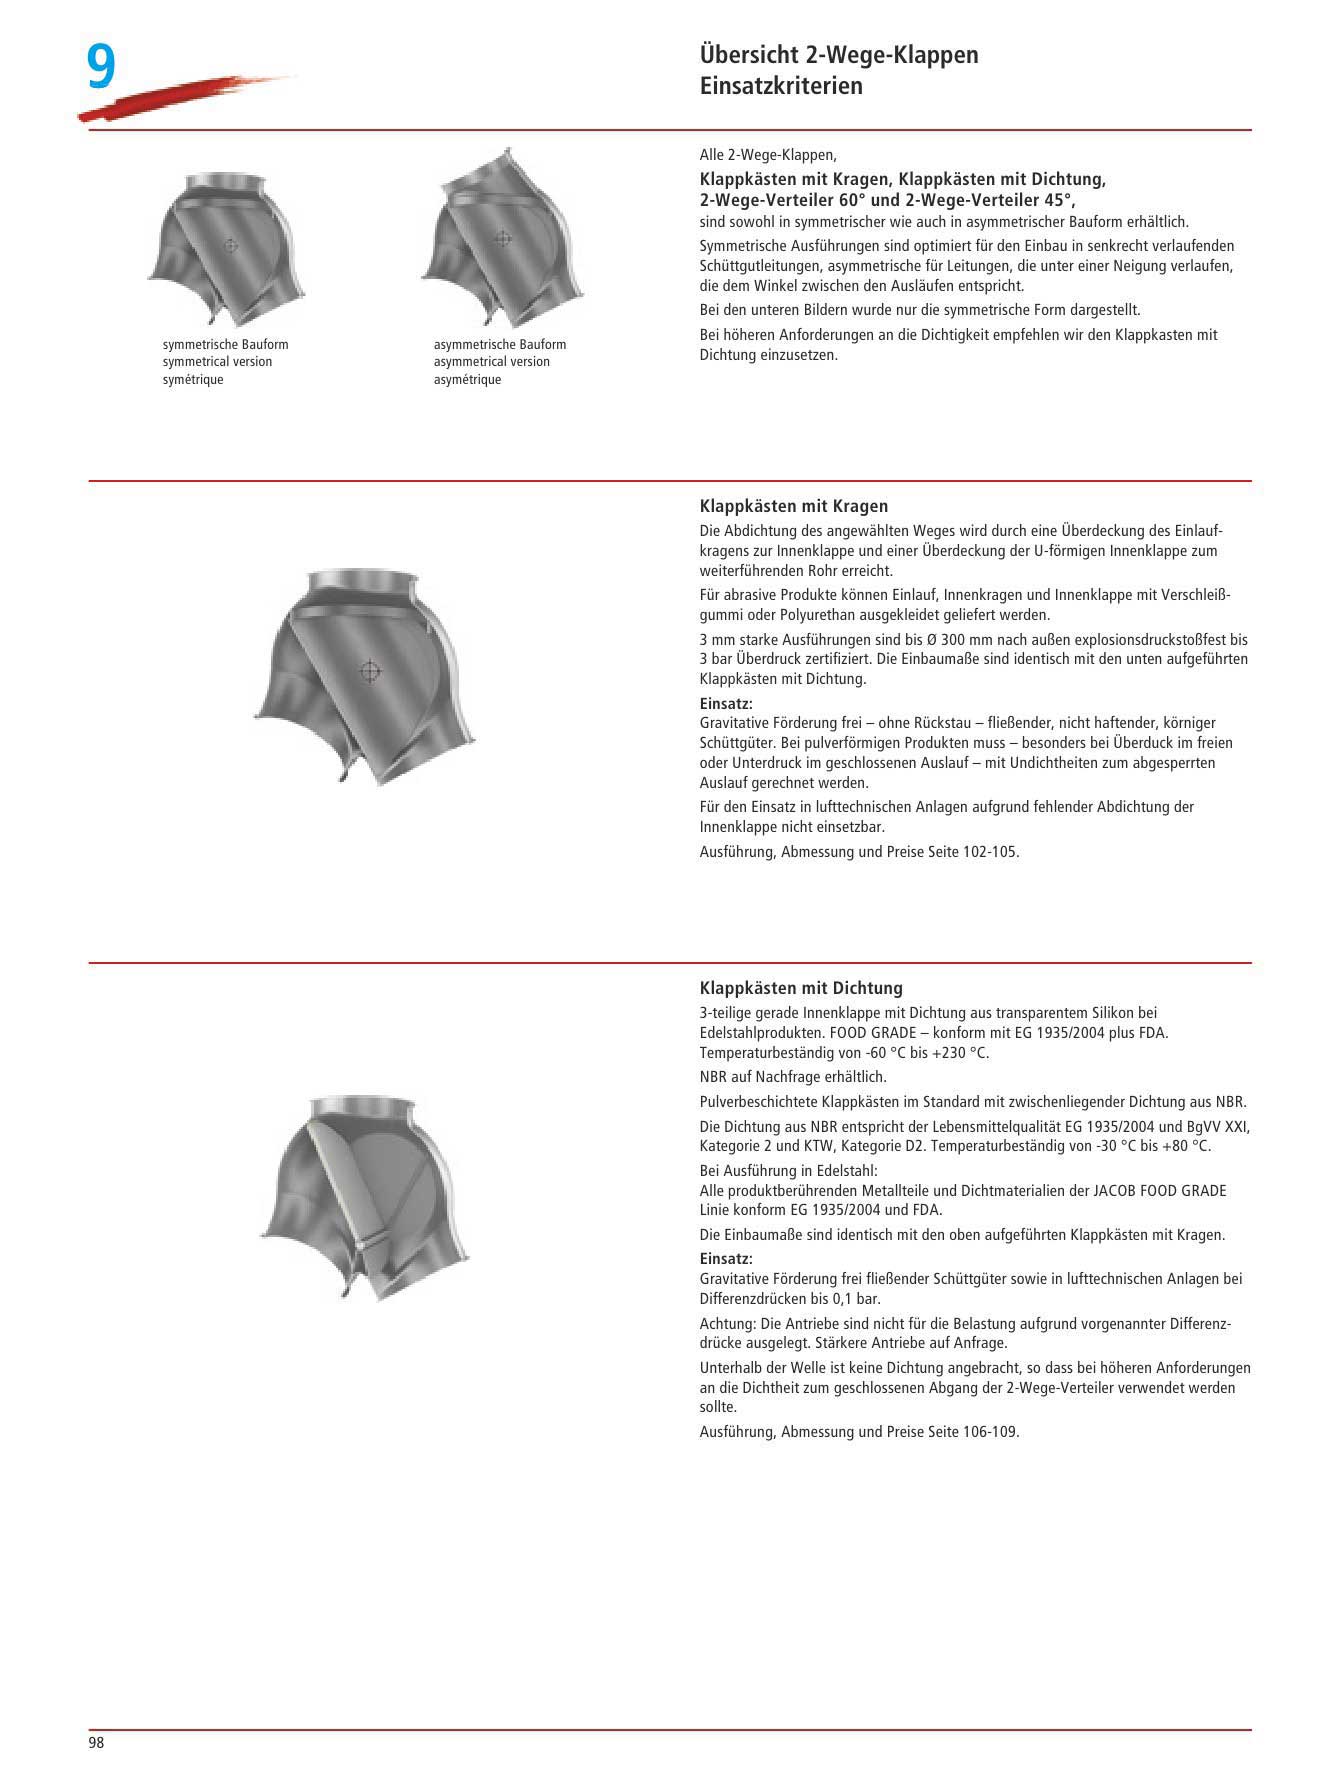 9
Übersicht 2-Wege-Klappen
Einsatzkriterien
symmetrische Bauform
symmetrical version
symétrique
asymmetrische Bauform
asymmetrical version
asymétrique
Alle 2-Wege-Klappen,
Klappkästen mit Kragen, Klappkästen mit Dichtung,
2-Wege-Verteiler 60° und 2-Wege-Verteiler 45°,
sind sowohl in symmetrischer wie auch in asymmetrischer Bauform erhältlich.
Symmetrische Ausführungen sind optimiert für den Einbau in senkrecht verlaufenden
Schüttgutleitungen, asymmetrische für Leitungen, die unter einer Neigung verlaufen,
die dem Winkel zwischen den Ausläufen entspricht.
Bei den unteren Bildern wurde nur die symmetrische Form dargestellt.
Bei höheren Anforderungen an die Dichtigkeit empfehlen wir den Klappkasten mit
Dichtung einzusetzen.
Klappkästen mit Kragen
Die Abdichtung des angewählten Weges wird durch eine Überdeckung des Einlauf-
kragens zur Innenklappe und einer Überdeckung der U-förmigen Innenklappe zum
weiterführenden Rohr erreicht.
Für abrasive Produkte können Einlauf, Innenkragen und Innenklappe mit Verschleiß-
gummi oder Polyurethan ausgekleidet geliefert werden.
3 mm starke Ausführungen sind bis Ø 300 mm nach außen explosionsdruckstoßfest bis
3 bar Überdruck zertifiziert. Die Einbaumaße sind identisch mit den unten aufgeführten
Klappkästen mit Dichtung.
Einsatz:
Gravitative Förderung frei – ohne Rückstau – fließender, nicht haftender, körniger
Schüttgüter. Bei pulverförmigen Produkten muss – besonders bei Überduck im freien
oder Unterdruck im geschlossenen Auslauf – mit Undichtheiten zum abgesperrten
Auslauf gerechnet werden.
Für den Einsatz in lufttechnischen Anlagen aufgrund fehlender Abdichtung der
Innenklappe nicht einsetzbar.
Ausführung, Abmessung und Preise Seite 102-105.
Klappkästen mit Dichtung
3-teilige gerade Innenklappe mit Dichtung aus transparentem Silikon bei
Edelstahlprodukten. FOOD GRADE – konform mit EG 1935/2004 plus FDA.
Temperaturbeständig von -60 °C bis +230 °C.
NBR auf Nachfrage erhältlich.
Pulverbeschichtete Klappkästen im Standard mit zwischenliegender Dichtung aus NBR.
Die Dichtung aus NBR entspricht der Lebensmittelqualität EG 1935/2004 und BgVV XXI,
Kategorie 2 und KTW, Kategorie D2. Temperaturbeständig von -30 °C bis +80 °C.
Bei Ausführung in Edelstahl:
Alle produktberührenden Metallteile und Dichtmaterialien der JACOB FOOD GRADE
Linie konform EG 1935/2004 und FDA.
Die Einbaumaße sind identisch mit den oben aufgeführten Klappkästen mit Kragen.
Einsatz:
Gravitative Förderung frei fließender Schüttgüter sowie in lufttechnischen Anlagen bei
Differenzdrücken bis 0,1 bar.
Achtung: Die Antriebe sind nicht für die Belastung aufgrund vorgenannter Differenz-
drücke ausgelegt. Stärkere Antriebe auf Anfrage.
Unterhalb der Welle ist keine Dichtung angebracht, so dass bei höheren Anforderungen
an die Dichtheit zum geschlossenen Abgang der 2-Wege-Verteiler verwendet werden
sollte.
Ausführung, Abmessung und Preise Seite 106-109.
98